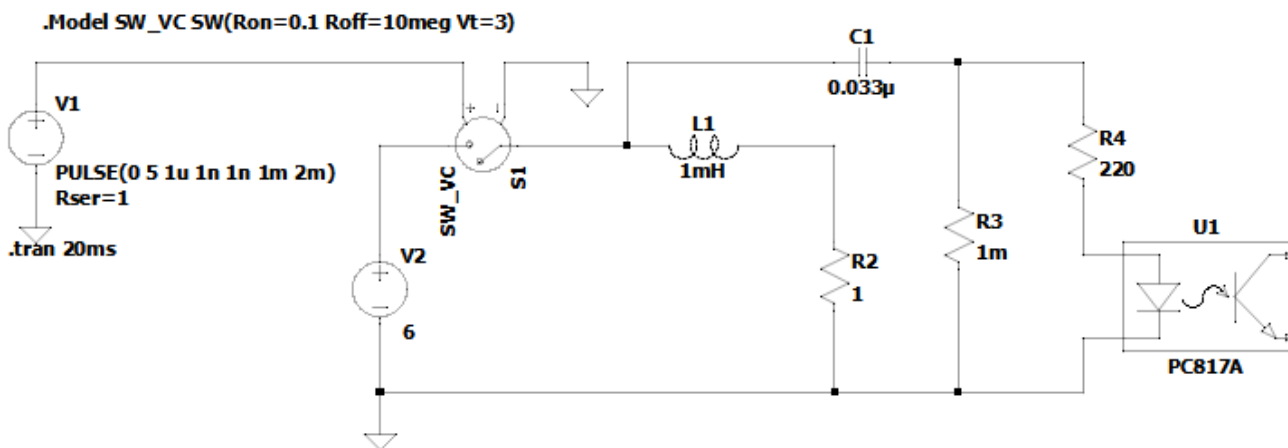 .Model SW_VC SW(Ron=0.1 Roff=10meg Vt=3)
C1
0.033µ
V1
PULSE(0 5 1u 1n 1n 1m 2m)
Rser=1
.tran 20ms
SW_VC
S1
L1
1mH
R4
220
V2
6
R2
1
R3
1m
U1
PC817A